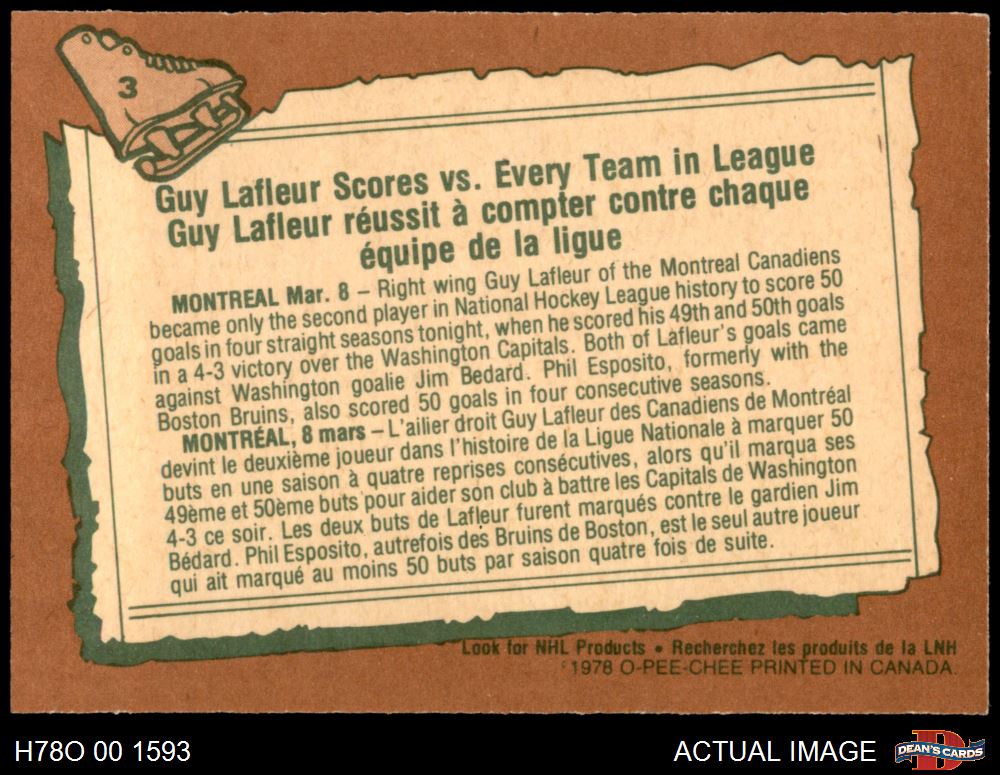 3
Guy Lafleur Scores vs. Every Team in League
Guy Lafleur réussit à compter contre chaque
équipe de la ligue
MONTREAL Mar. 8 – Right wing Guy Lafleur of the Montreal Canadiens
became only the second player in National Hockey League history to score 50
goals in four straight seasons tonight, when he scored his 49th and 50th goals
in a 4-3 victory over the Washington Capitals. Both of Lafleur's goals came
against Washington goalie Jim Bedard. Phil Esposito, formerly with the
Boston Bruins, also scored 50 goals in four consecutive seasons.
MONTRÉAL, 8 mars – L'ailier droit Guy Lafleur des Canadiens de Montréal
devint le deuxième joueur dans l'histoire de la Ligue Nationale à marquer 50
buts en une saison à quatre reprises consécutives, alors qu'il marqua ses
49ème et 50ème buts pour aider son club à battre les Capitals de Washington
4-3 ce soir. Les deux buts de Lafleur furent marqués contre le gardien Jim
Bédard. Phil Esposito, autrefois des Bruins de Boston, est le seul autre joueur
qui ait marqué au moins 50 buts par saison quatre fois de suite.
Look for NHL Products • Recherchez les produits de la LNH
©1978 O-PEE-CHEE PRINTED IN CANADA.
H78O 00 1593
ACTUAL IMAGE
D
DEAN'S CARDS